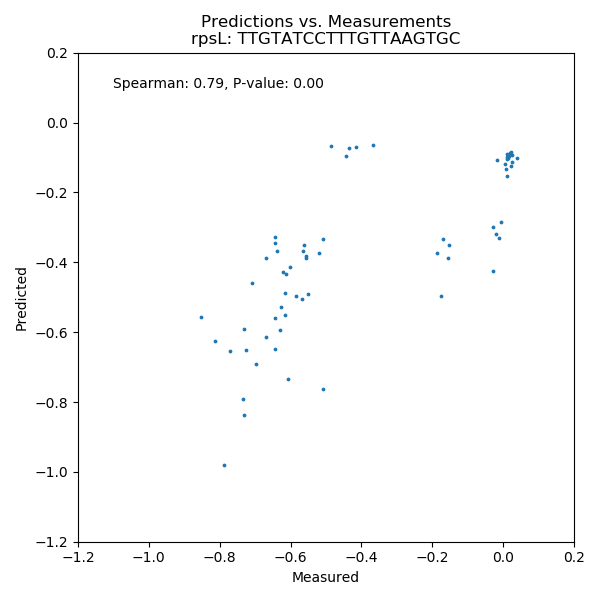 Predictions vs. Measurements
rpsL: TTGTATCCTTTGTTAAGTGC
Spearman: 0.79, P-value: 0.00
0.2
0.0
−0.2
−0.4
−0.6
−0.8
−1.0
−1.2
Predicted
−1.2 −1.0 −0.8 −0.6 −0.4 −0.2 0.0 0.2
Measured